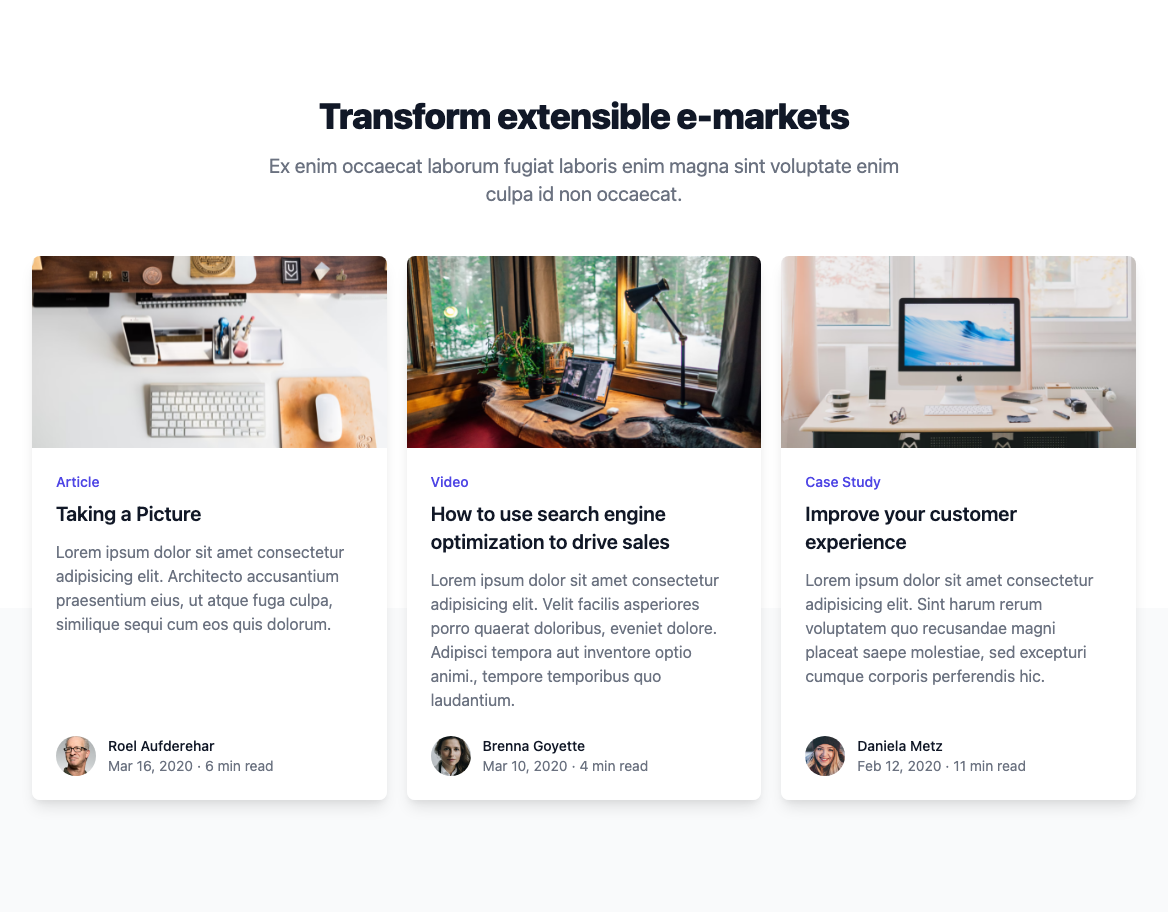 Transform extensible e-markets
Ex enim occaecat laborum fugiat laboris enim magna sint voluptate enim
culpa id non occaecat.
Article
Taking a Picture
Lorem ipsum dolor sit amet consectetur
adipisicing elit. Architecto accusantium
praesentium eius, ut atque fuga culpa,
similique sequi cum eos quis dolorum.
Roel Aufderehar
Mar 16, 2020 · 6 min read
Video
How to use search engine
optimization to drive sales
Lorem ipsum dolor sit amet consectetur
adipisicing elit. Velit facilis asperiores
porro quaerat doloribus, eveniet dolore.
Adipisci tempora aut inventore optio
animi., tempore temporibus quo
laudantium.
Brenna Goyette
Mar 10, 2020 · 4 min read
Case Study
Improve your customer
experience
Lorem ipsum dolor sit amet consectetur
adipisicing elit. Sint harum rerum
voluptatem quo recusandae magni
placeat saepe molestiae, sed excepturi
cumque corporis perferendis hic.
Daniela Metz
Feb 12, 2020 · 11 min read